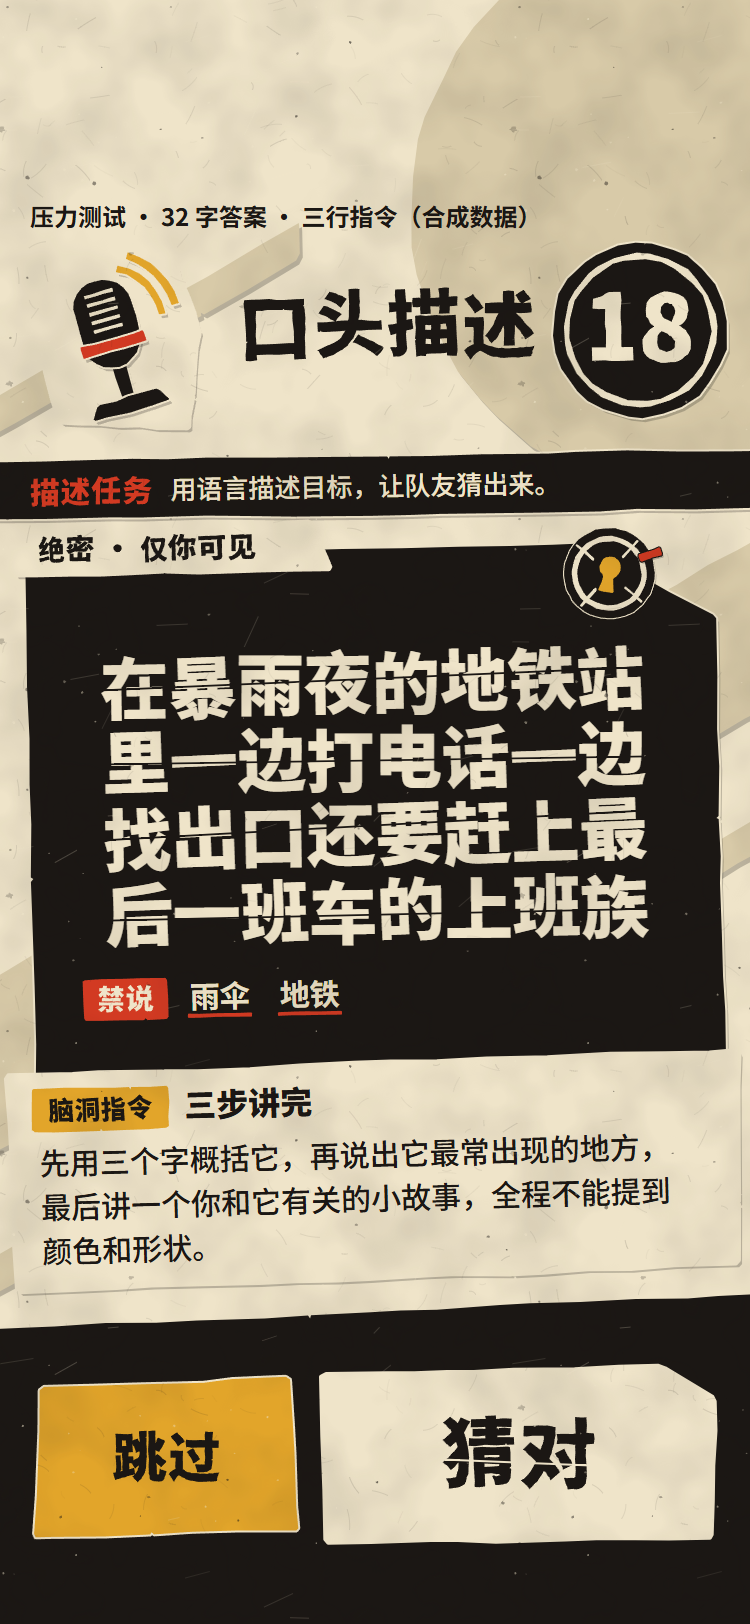 压力测试 · 32 字答案 · 三行指令（合成数据）
口头描述
18
描述任务 用语言描述目标，让队友猜出来。
绝密 · 仅你可见
在暴雨夜的地铁站
里一边打电话一边
找出口还要赶上最
后一班车的上班族
禁说 雨伞 地铁
脑洞指令 三步讲完
先用三个字概括它，再说出它最常出现的地方，
最后讲一个你和它有关的小故事，全程不能提到
颜色和形状。
跳过
猜对